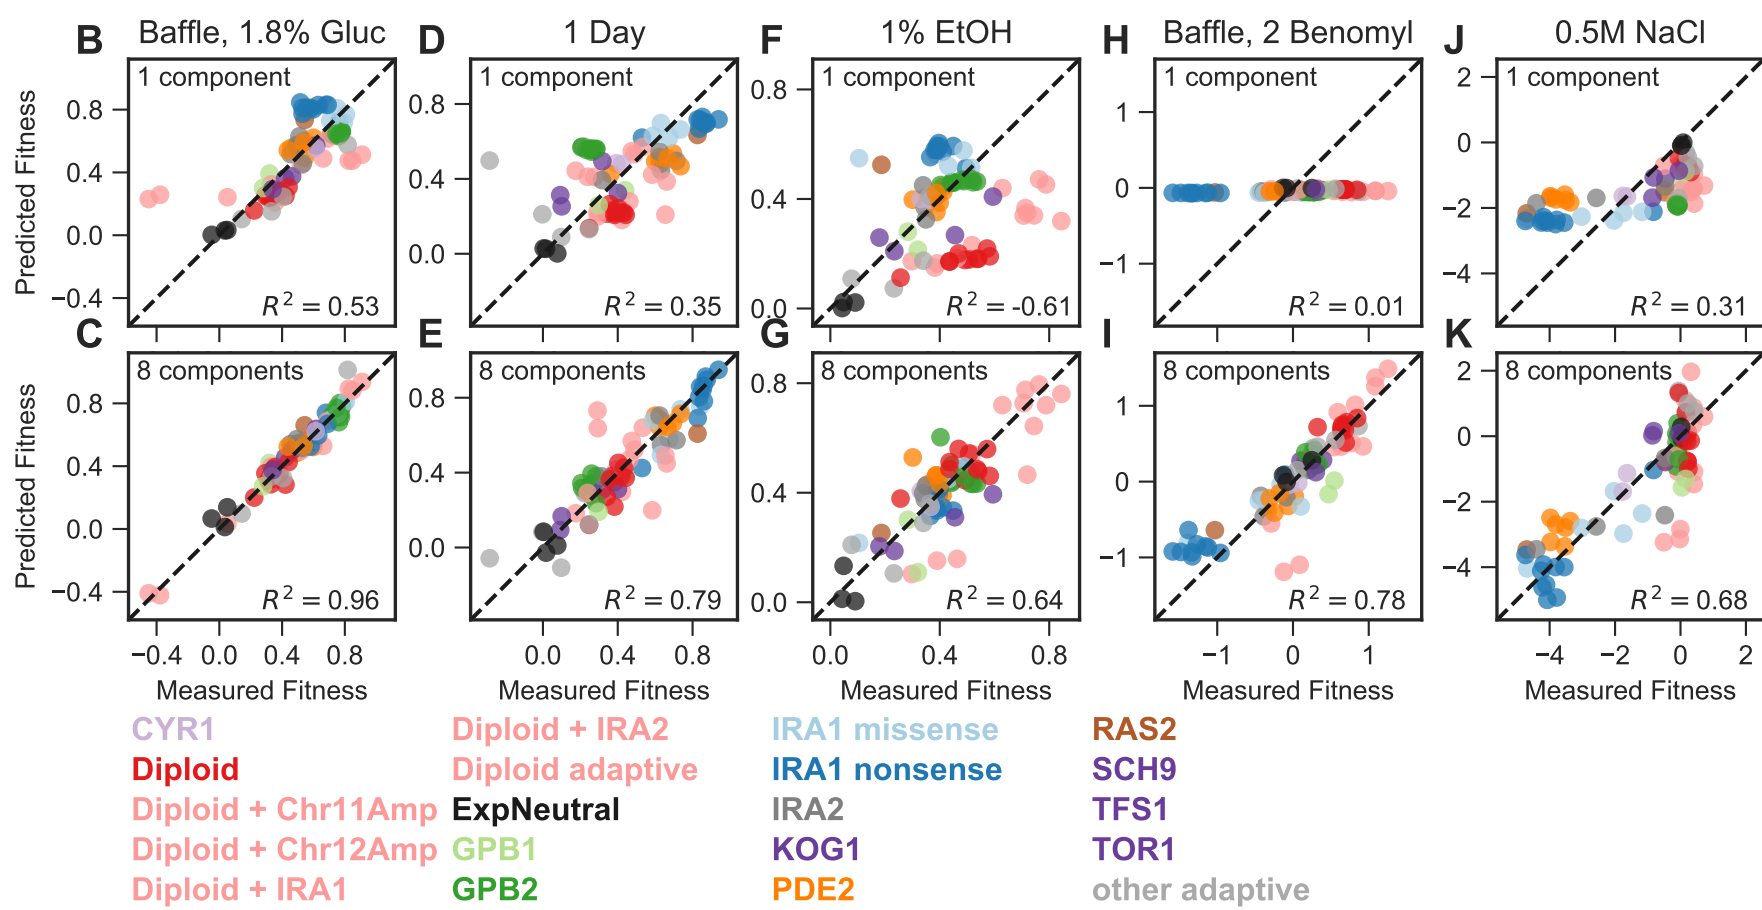 B Baffle, 1.8% Gluc D 1 Day F 1% EtOH H Baffle, 2 Benomyl J 0.5M NaCl
1 component 1 component 1 component 1 component 1 component
Predicted Fitness
0.8
0.4
0.0
−0.4
0.8
0.4
0.0
0.8
0.4
0.0
1
0
−1
2
0
−2
−4
R² = 0.53 R² = 0.35 R² = -0.61 R² = 0.01 R² = 0.31
C E G I K
8 components 8 components 8 components 8 components 8 components
Predicted Fitness
0.8
0.4
0.0
−0.4
0.8
0.4
0.0
0.8
0.4
0.0
1
0
−1
2
0
−2
−4
R² = 0.96 R² = 0.79 R² = 0.64 R² = 0.78 R² = 0.68
−0.4 0.0 0.4 0.8 0.0 0.4 0.8 0.0 0.4 0.8 −1 0 1 −4 −2 0 2
Measured Fitness Measured Fitness Measured Fitness Measured Fitness Measured Fitness
CYR1 Diploid + IRA2 IRA1 missense RAS2
Diploid Diploid adaptive IRA1 nonsense SCH9
Diploid + Chr11Amp ExpNeutral IRA2 TFS1
Diploid + Chr12Amp GPB1 KOG1 TOR1
Diploid + IRA1 GPB2 PDE2 other adaptive